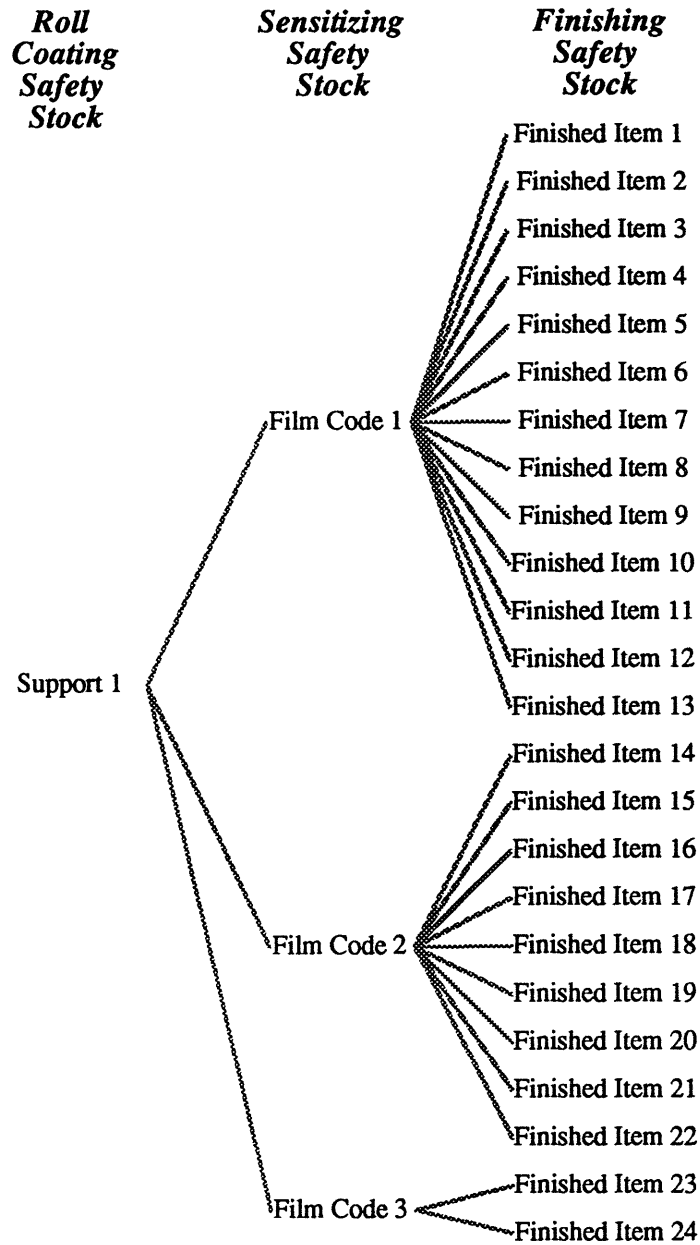 Roll
Coating
Safety
Stock
Sensitizing
Safety
Stock
Finishing
Safety
Stock
Finished Item 1
Finished Item 2
Finished Item 3
Finished Item 4
Finished Item 5
Finished Item 6
Film Code 1
Finished Item 7
Finished Item 8
Finished Item 9
Finished Item 10
Finished Item 11
Finished Item 12
Support 1
Finished Item 13
Finished Item 14
Finished Item 15
Finished Item 16
Finished Item 17
Film Code 2
Finished Item 18
Finished Item 19
Finished Item 20
Finished Item 21
Finished Item 22
Finished Item 23
Film Code 3
Finished Item 24